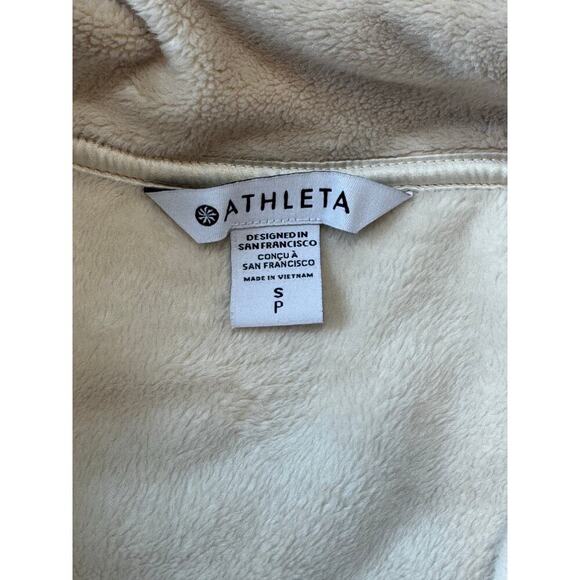 ATHLETA
DESIGNED IN
SAN FRANCISCO
CONÇU À
SAN FRANCISCO
MADE IN VIETNAM
S
P